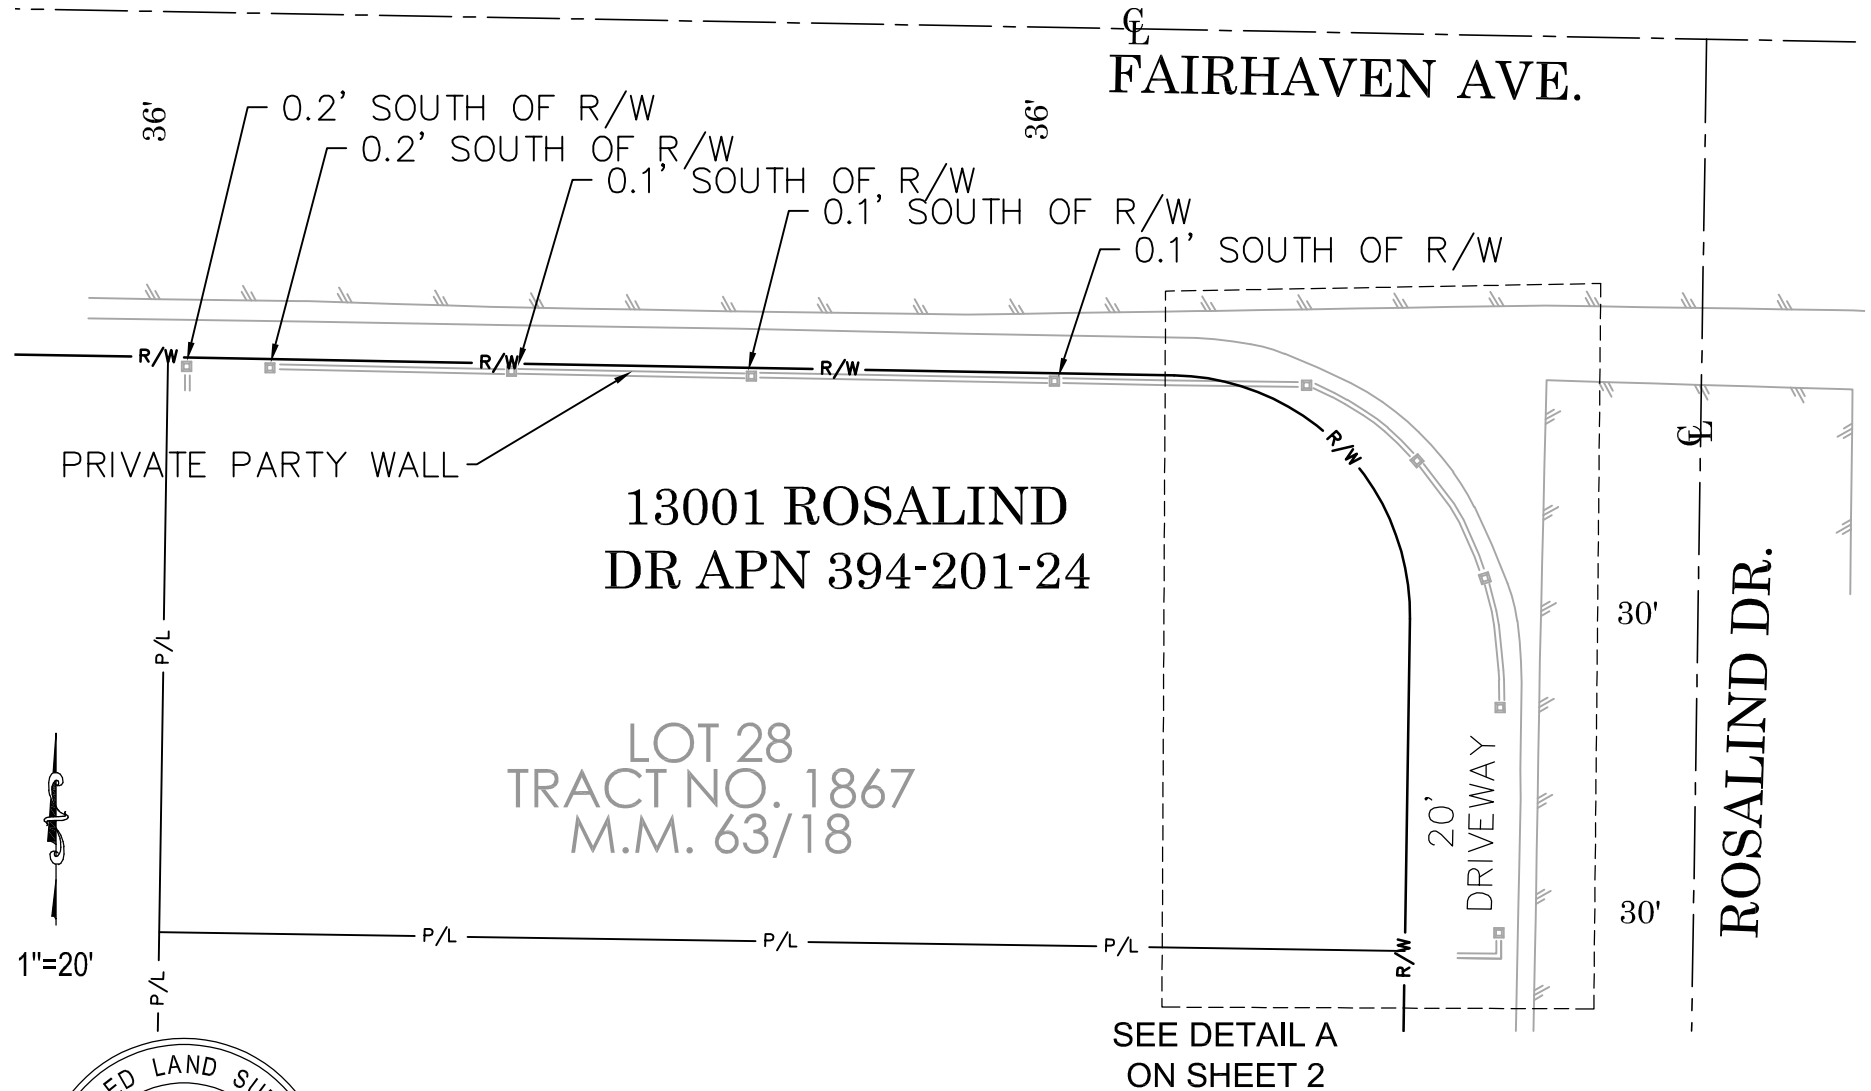 ℄
FAIRHAVEN AVE.
36'
36'
0.2' SOUTH OF R/W
0.2' SOUTH OF R/W
0.1' SOUTH OF R/W
0.1' SOUTH OF R/W
0.1' SOUTH OF R/W
R/W
R/W
R/W
R/W
℄
PRIVATE PARTY WALL
13001 ROSALIND
DR APN 394-201-24
30'
ROSALIND DR.
P/L
LOT 28
TRACT NO. 1867
M.M. 63/18
20'
DRIVEWAY
30'
P/L
P/L
P/L
R/W
1"=20'
P/L
SEE DETAIL A
ON SHEET 2
LAND